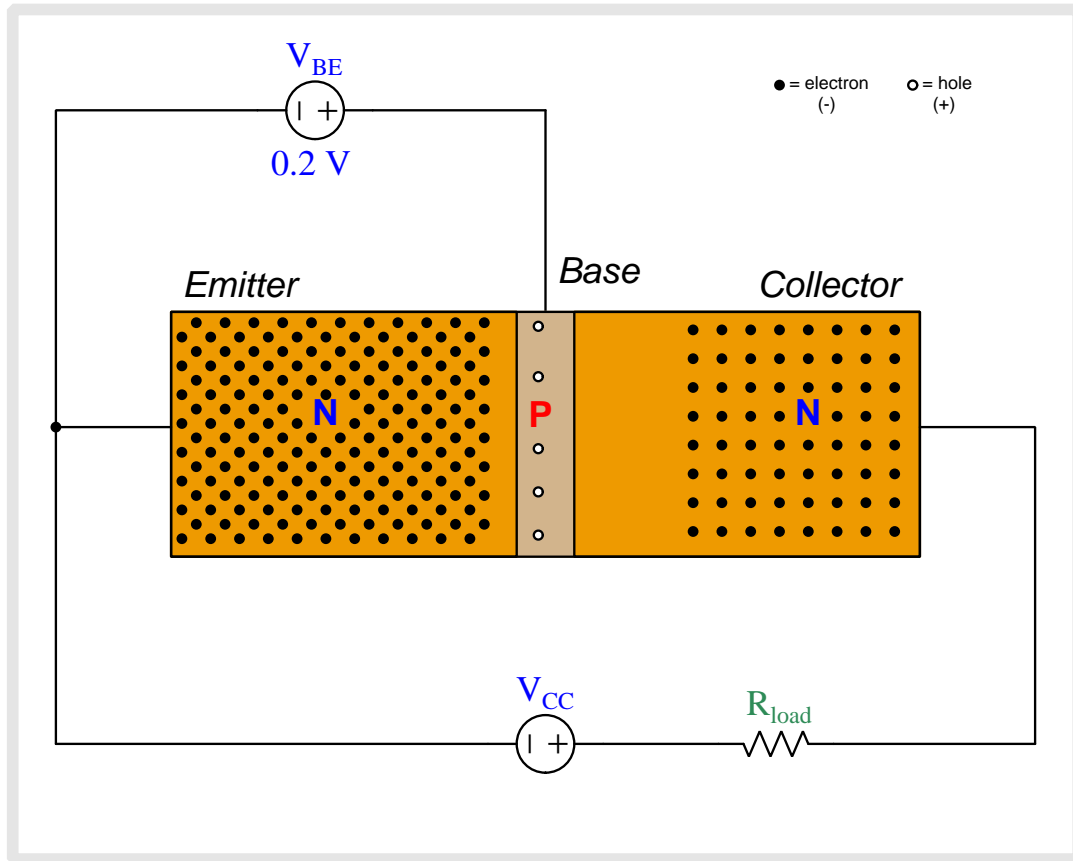 V_BE
− +
0.2 V
● = electron
(-)
○ = hole
(+)
Emitter
Base
Collector
N
P
N
V_CC
− +
R_load